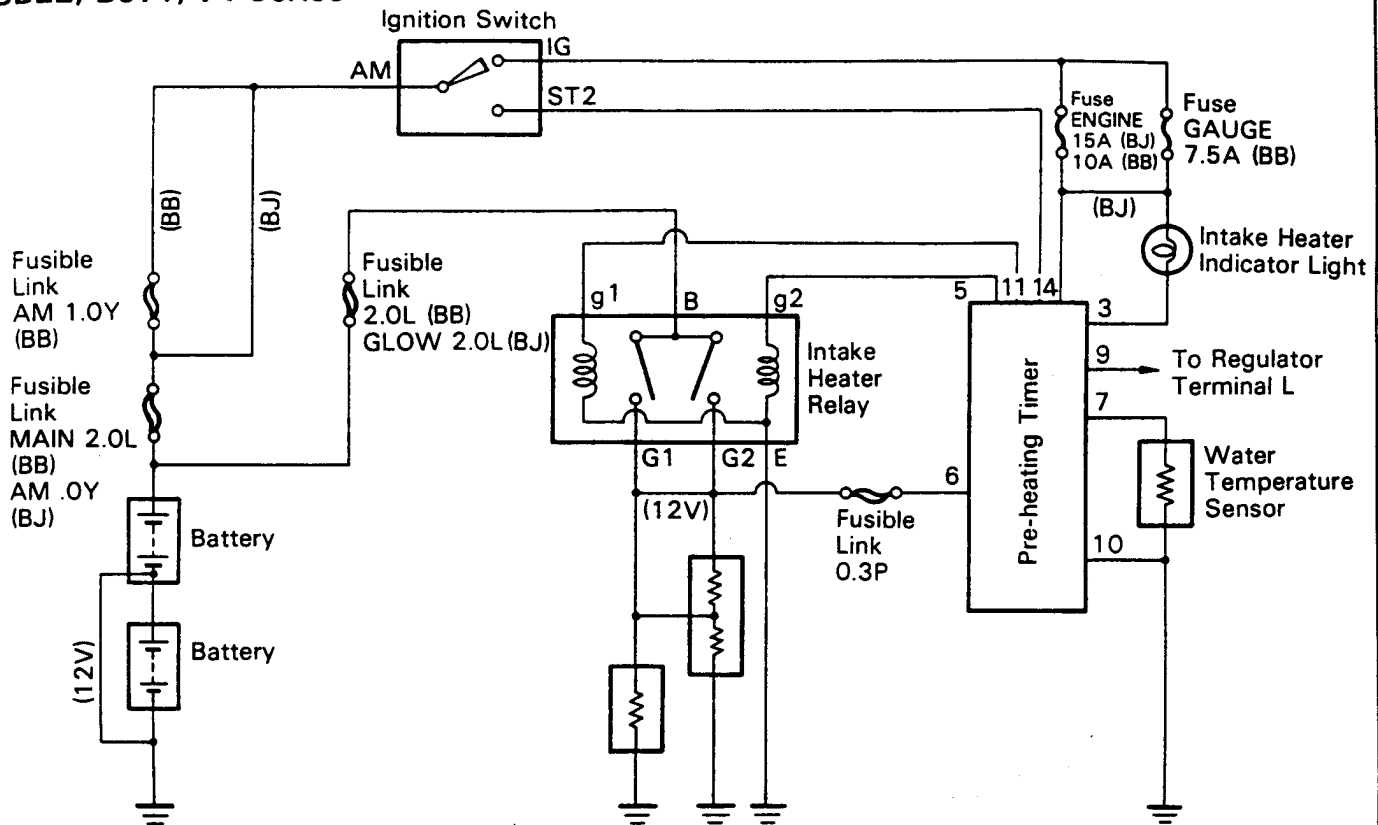 Ignition Switch
AM
IG
ST2
Fuse
ENGINE
15A (BJ)
10A (BB)
Fuse
GAUGE
7.5A (BB)
(BB)
(BJ)
(BJ)
Fusible
Link
AM 1.0Y
(BB)
Fusible
Link
2.0L (BB)
GLOW 2.0L (BJ)
Intake Heater
Indicator Light
g1
B
g2
5
11
14
3
Intake
Heater
Relay
9
To Regulator
Terminal L
7
Fusible
Link
MAIN 2.0L
(BB)
AM .0Y
(BJ)
G1
G2
E
6
Pre-heating Timer
Water
Temperature
Sensor
(12V)
Fusible
Link
0.3P
10
Battery
(12V)
Battery